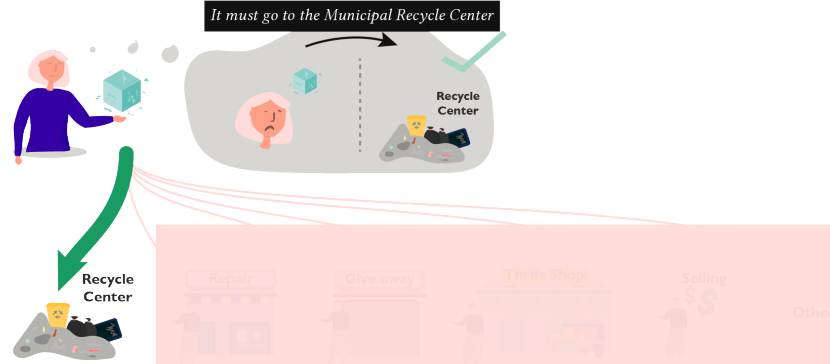 It must go to the Municipal Recycle Center
Recycle
Center
Recycle
Center
Repair
Give away
Thrift Shop
Selling